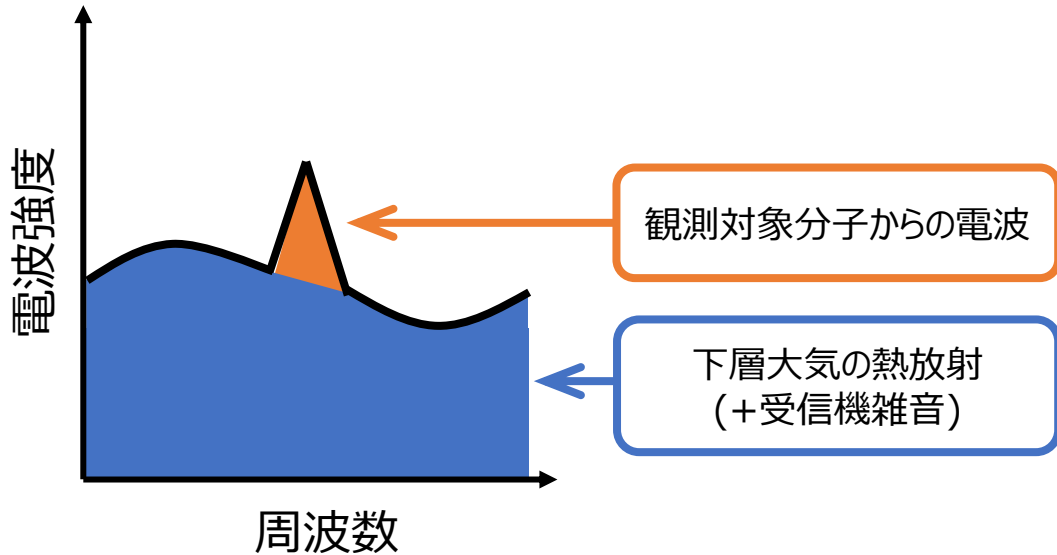 電波強度
観測対象分子からの電波
下層大気の熱放射
(+受信機雑音)
周波数